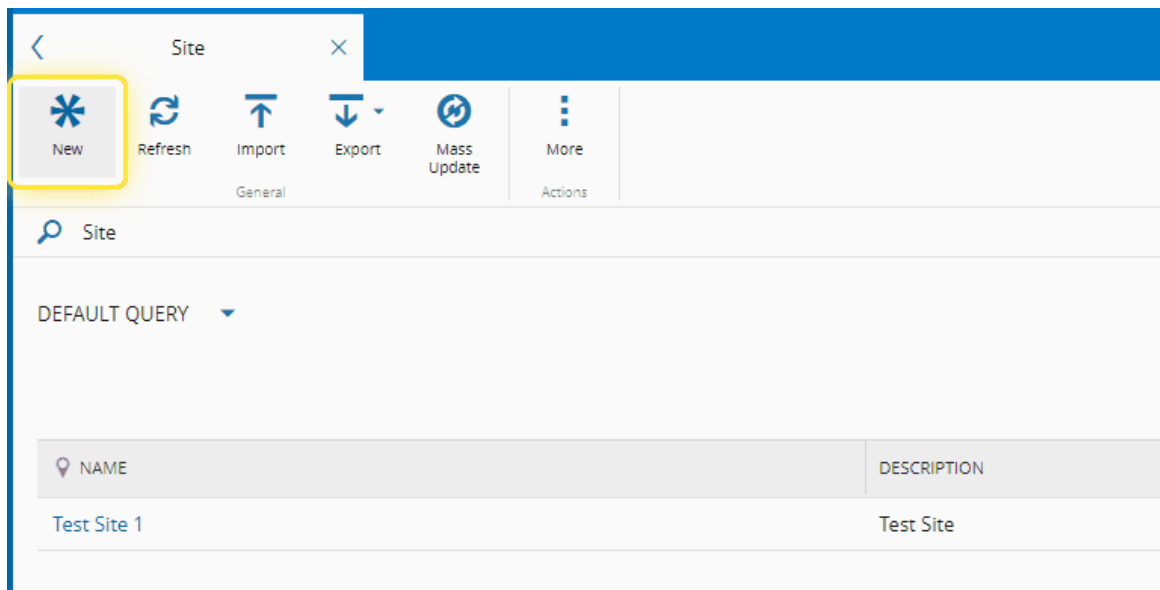 Site
New
Refresh
Import
Export
Mass
Update
More
General
Actions
Site
DEFAULT QUERY
NAME
DESCRIPTION
Test Site 1
Test Site